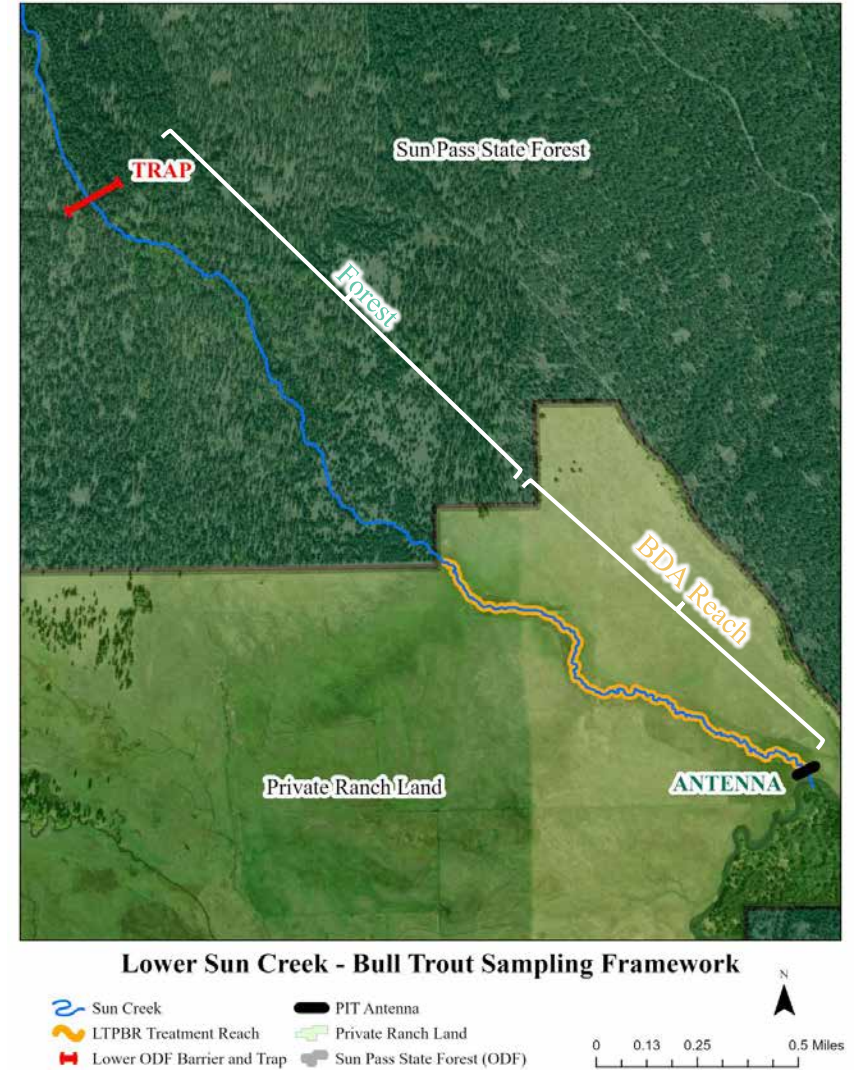 Sun Pass State Forest
TRAP
Forest
BDA Reach
Private Ranch Land
ANTENNA
Lower Sun Creek - Bull Trout Sampling Framework
N
Sun Creek
PIT Antenna
LTPBR Treatment Reach
Private Ranch Land
Lower ODF Barrier and Trap
Sun Pass State Forest (ODF)
0 0.13 0.25 0.5 Miles